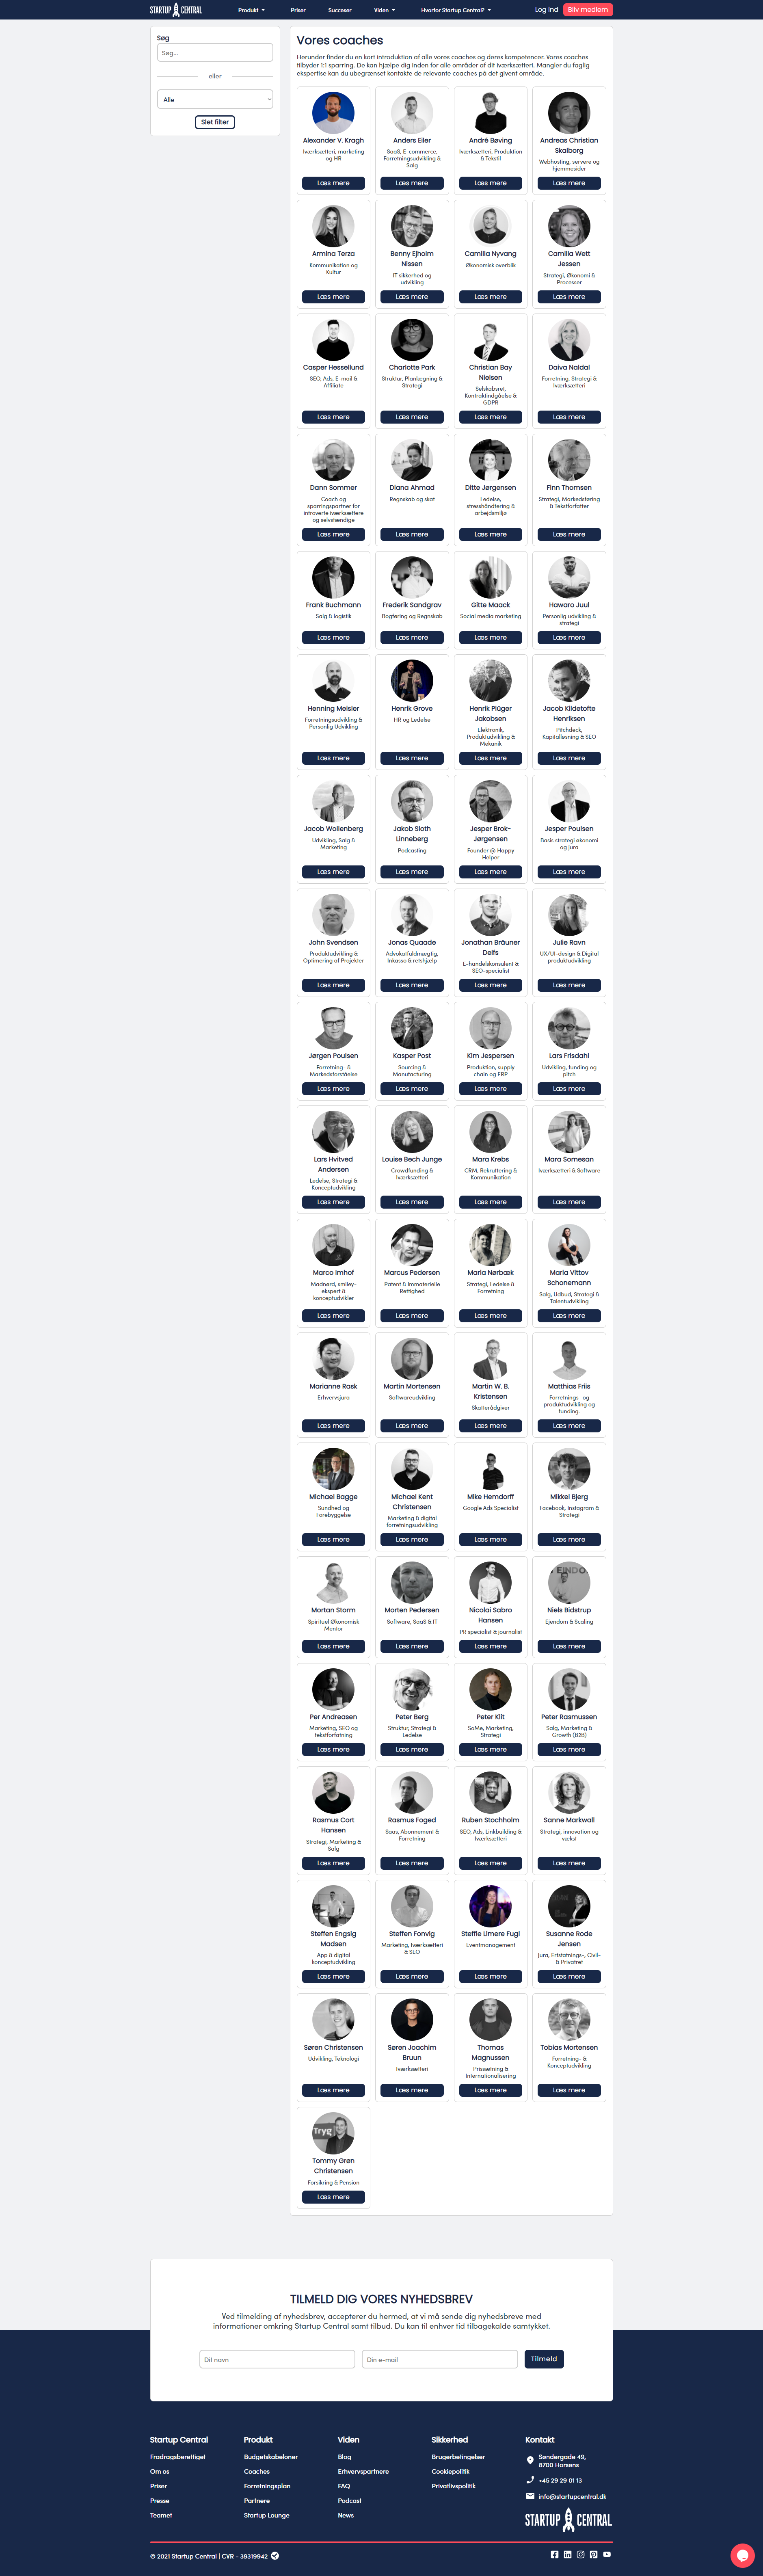 STARTUP CENTRAL
Produkt
Priser
Succeser
Viden
Hvorfor Startup Central?
Log ind
Bliv medlem
Søg
Søg...
eller
Alle
Slet filter
Vores coaches
Herunder finder du en kort introduktion af alle vores coaches og deres kompetencer. Vores coaches
tilbyder 1:1 sparring. De kan hjælpe dig inden for alle områder af dit iværksætteri. Mangler du faglig
ekspertise kan du ubegrænset kontakte de relevante coaches på det givent område.
Alexander V. Kragh
Iværksætteri, marketing
og HR
Læs mere
Anders Eiler
SaaS, E-commerce,
Forretningsudvikling &
Salg
Læs mere
André Bøving
Iværksætteri, Produktion
& Tekstil
Læs mere
Andreas Christian
Skalborg
Webhosting, servere og
hjemmesider
Læs mere
Armina Terza
Kommunikation og
Kultur
Læs mere
Benny Ejholm
Nissen
IT sikkerhed og
udvikling
Læs mere
Camilla Nyvang
Økonomisk overblik
Læs mere
Camilla Wett
Jessen
Strategi, Økonomi &
Processer
Læs mere
Casper Hessellund
SEO, Ads, E-mail &
Affiliate
Læs mere
Charlotte Park
Struktur, Planlægning &
Strategi
Læs mere
Christian Bay
Nielsen
Selskabsret,
Kontraktindgåelse &
GDPR
Læs mere
Daiva Naldal
Forretning, Strategi &
Iværksætteri
Læs mere
Dann Sommer
Coach og
sparringspartner for
introverte iværksættere
og selvstændige
Læs mere
Diana Ahmad
Regnskab og skat
Læs mere
Ditte Jørgensen
Ledelse,
stresshåndtering &
arbejdsmiljø
Læs mere
Finn Thomsen
Strategi, Markedsføring
& Tekstforfatter
Læs mere
Frank Buchmann
Salg & logistik
Læs mere
Frederik Sandgrav
Bogføring og Regnskab
Læs mere
Gitte Maack
Social media marketing
Læs mere
Hawaro Juul
Personlig udvikling &
strategi
Læs mere
Henning Meisler
Forretningsudvikling &
Personlig Udvikling
Læs mere
Henrik Grove
HR og Ledelse
Læs mere
Henrik Plüger
Jakobsen
Elektronik,
Produktudvikling &
Mekanik
Læs mere
Jacob Kildetofte
Henriksen
Pitchdeck,
Kapitalløsning & SEO
Læs mere
Jacob Wollenberg
Udvikling, Salg &
Marketing
Læs mere
Jakob Sloth
Linneberg
Podcasting
Læs mere
Jesper Brok-
Jørgensen
Founder @ Happy
Helper
Læs mere
Jesper Poulsen
Basis strategi økonomi
og jura
Læs mere
John Svendsen
Produktudvikling &
Optimering af Projekter
Læs mere
Jonas Quaade
Advokatfuldmægtig,
Inkasso & retshjælp
Læs mere
Jonathan Bräuner
Delfs
E-handelskonsulent &
SEO-specialist
Læs mere
Julie Ravn
UX/UI-design & Digital
produktudvikling
Læs mere
Jørgen Poulsen
Forretning- &
Markedsforståelse
Læs mere
Kasper Post
Sourcing &
Manufacturing
Læs mere
Kim Jespersen
Produktion, supply
chain og ERP
Læs mere
Lars Frisdahl
Udvikling, funding og
pitch
Læs mere
Lars Hvitved
Andersen
Ledelse, Strategi &
Konceptudvikling
Læs mere
Louise Bech Junge
Crowdfunding &
Iværksætteri
Læs mere
Mara Krebs
CRM, Rekruttering &
Kommunikation
Læs mere
Mara Somesan
Iværksætteri & Software
Læs mere
Marco Imhof
Madnørd, smiley-
ekspert &
konceptudvikler
Læs mere
Marcus Pedersen
Patent & Immaterielle
Rettighed
Læs mere
Maria Nørbæk
Strategi, Ledelse &
Forretning
Læs mere
Maria Vittov
Schonemann
Salg, Udbud, Strategi &
Talentudvikling
Læs mere
Marianne Rask
Erhvervsjura
Læs mere
Martin Mortensen
Softwareudvikling
Læs mere
Martin W. B.
Kristensen
Skatterådgiver
Læs mere
Matthias Friis
Forretnings- og
produktudvikling og
funding.
Læs mere
Michael Bagge
Sundhed og
Forebyggelse
Læs mere
Michael Kent
Christensen
Marketing & digital
forretningsudvikling
Læs mere
Mike Hemdorff
Google Ads Specialist
Læs mere
Mikkel Bjerg
Facebook, Instagram &
Strategi
Læs mere
Mortan Storm
Spirituel Økonomisk
Mentor
Læs mere
Morten Pedersen
Software, SaaS & IT
Læs mere
Nicolai Sabro
Hansen
PR specialist & journalist
Læs mere
Niels Bidstrup
Ejendom & Scaling
Læs mere
Per Andreasen
Marketing, SEO og
tekstforfatning
Læs mere
Peter Berg
Struktur, Strategi &
Ledelse
Læs mere
Peter Klit
SoMe, Marketing,
Strategi
Læs mere
Peter Rasmussen
Salg, Marketing &
Growth (B2B)
Læs mere
Rasmus Cort
Hansen
Strategi, Marketing &
Salg
Læs mere
Rasmus Foged
Saas, Abonnement &
Forretning
Læs mere
Ruben Stochholm
SEO, Ads, Linkbuilding &
Iværksætteri
Læs mere
Sanne Markwall
Strategi, innovation og
vækst
Læs mere
Steffen Engsig
Madsen
App & digital
konceptudvikling
Læs mere
Steffen Fonvig
Marketing, Iværksætteri
& SEO
Læs mere
Steffie Limere Fugl
Eventmanagement
Læs mere
Susanne Rode
Jensen
Jura, Ertstatnings-, Civil-
& Privatret
Læs mere
Søren Christensen
Udvikling, Teknologi
Læs mere
Søren Joachim
Bruun
Iværksætteri
Læs mere
Thomas
Magnussen
Prissætning &
Internationalisering
Læs mere
Tobias Mortensen
Forretning- &
Konceptudvikling
Læs mere
Tryg
Tommy Grøn
Christensen
Forsikring & Pension
Læs mere
TILMELD DIG VORES NYHEDSBREV
Ved tilmelding af nyhedsbrev, accepterer du hermed, at vi må sende dig nyhedsbreve med
informationer omkring Startup Central samt tilbud. Du kan til enhver tid tilbagekalde samtykket.
Dit navn
Din e-mail
Tilmeld
Startup Central
Fradragsberettiget
Om os
Priser
Presse
Teamet
Produkt
Budgetskabeloner
Coaches
Forretningsplan
Partnere
Startup Lounge
Viden
Blog
Erhvervspartnere
FAQ
Podcast
News
Sikkerhed
Brugerbetingelser
Cookiepolitik
Privatlivspolitik
Kontakt
Søndergade 49,
8700 Horsens
+45 29 29 01 13
info@startupcentral.dk
STARTUP CENTRAL
© 2021 Startup Central | CVR - 39319942